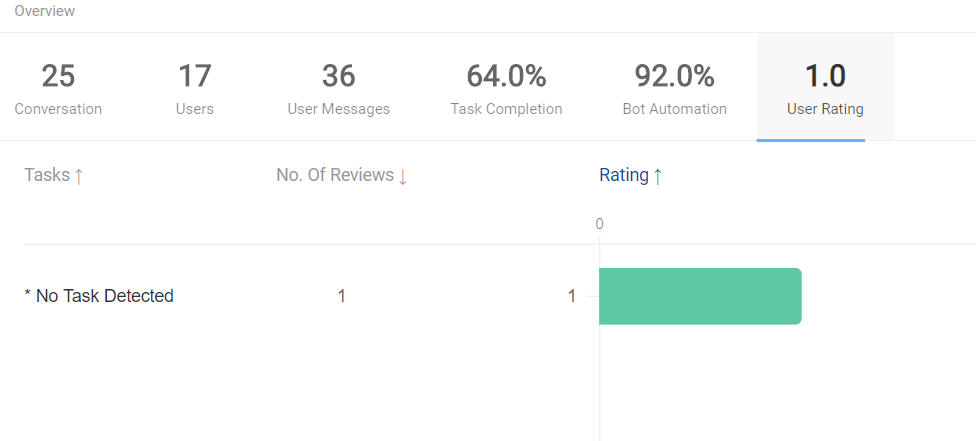 Overview
25 17 36 64.0% 92.0% 1.0
Conversation Users User Messages Task Completion Bot Automation User Rating
Tasks ↑ No. Of Reviews ↓ Rating ↑
0
* No Task Detected 1 1